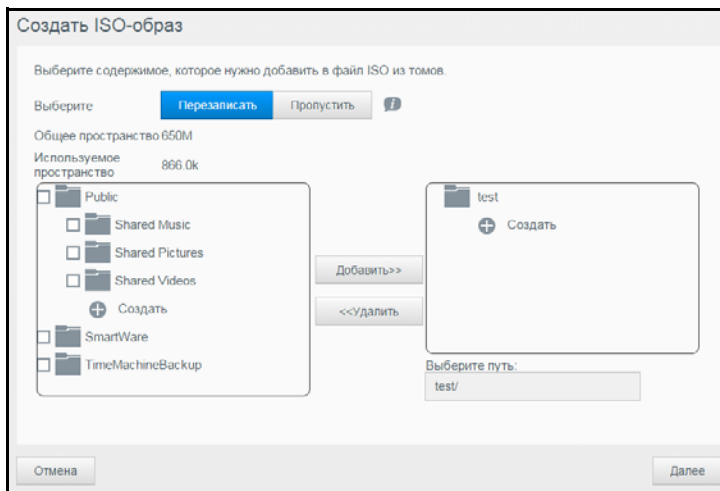 Создать ISO-образ
Выберите содержимое, которое нужно добавить в файл ISO из томов.
Выберите Перезаписать Пропустить
Общее пространство 650M
Используемое пространство 866.0k
Public
Shared Music
Shared Pictures
Shared Videos
Создать
SmartWare
TimeMachineBackup
Добавить>>
<<Удалить
test
Создать
Выберите путь:
test/
Отмена
Далее